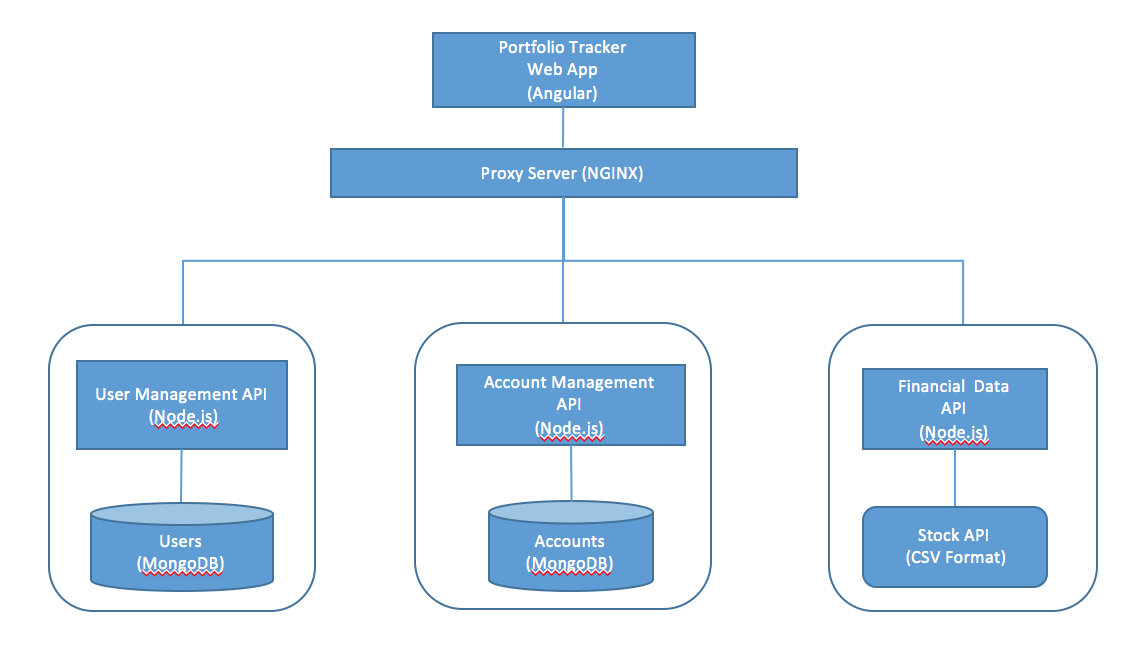 Portfolio Tracker
Web App
(Angular)
Proxy Server (NGINX)
User Management API
(Node.js)
Users
(MongoDB)
Account Management
API
(Node.js)
Accounts
(MongoDB)
Financial  Data
API
(Node.js)
Stock API
(CSV Format)